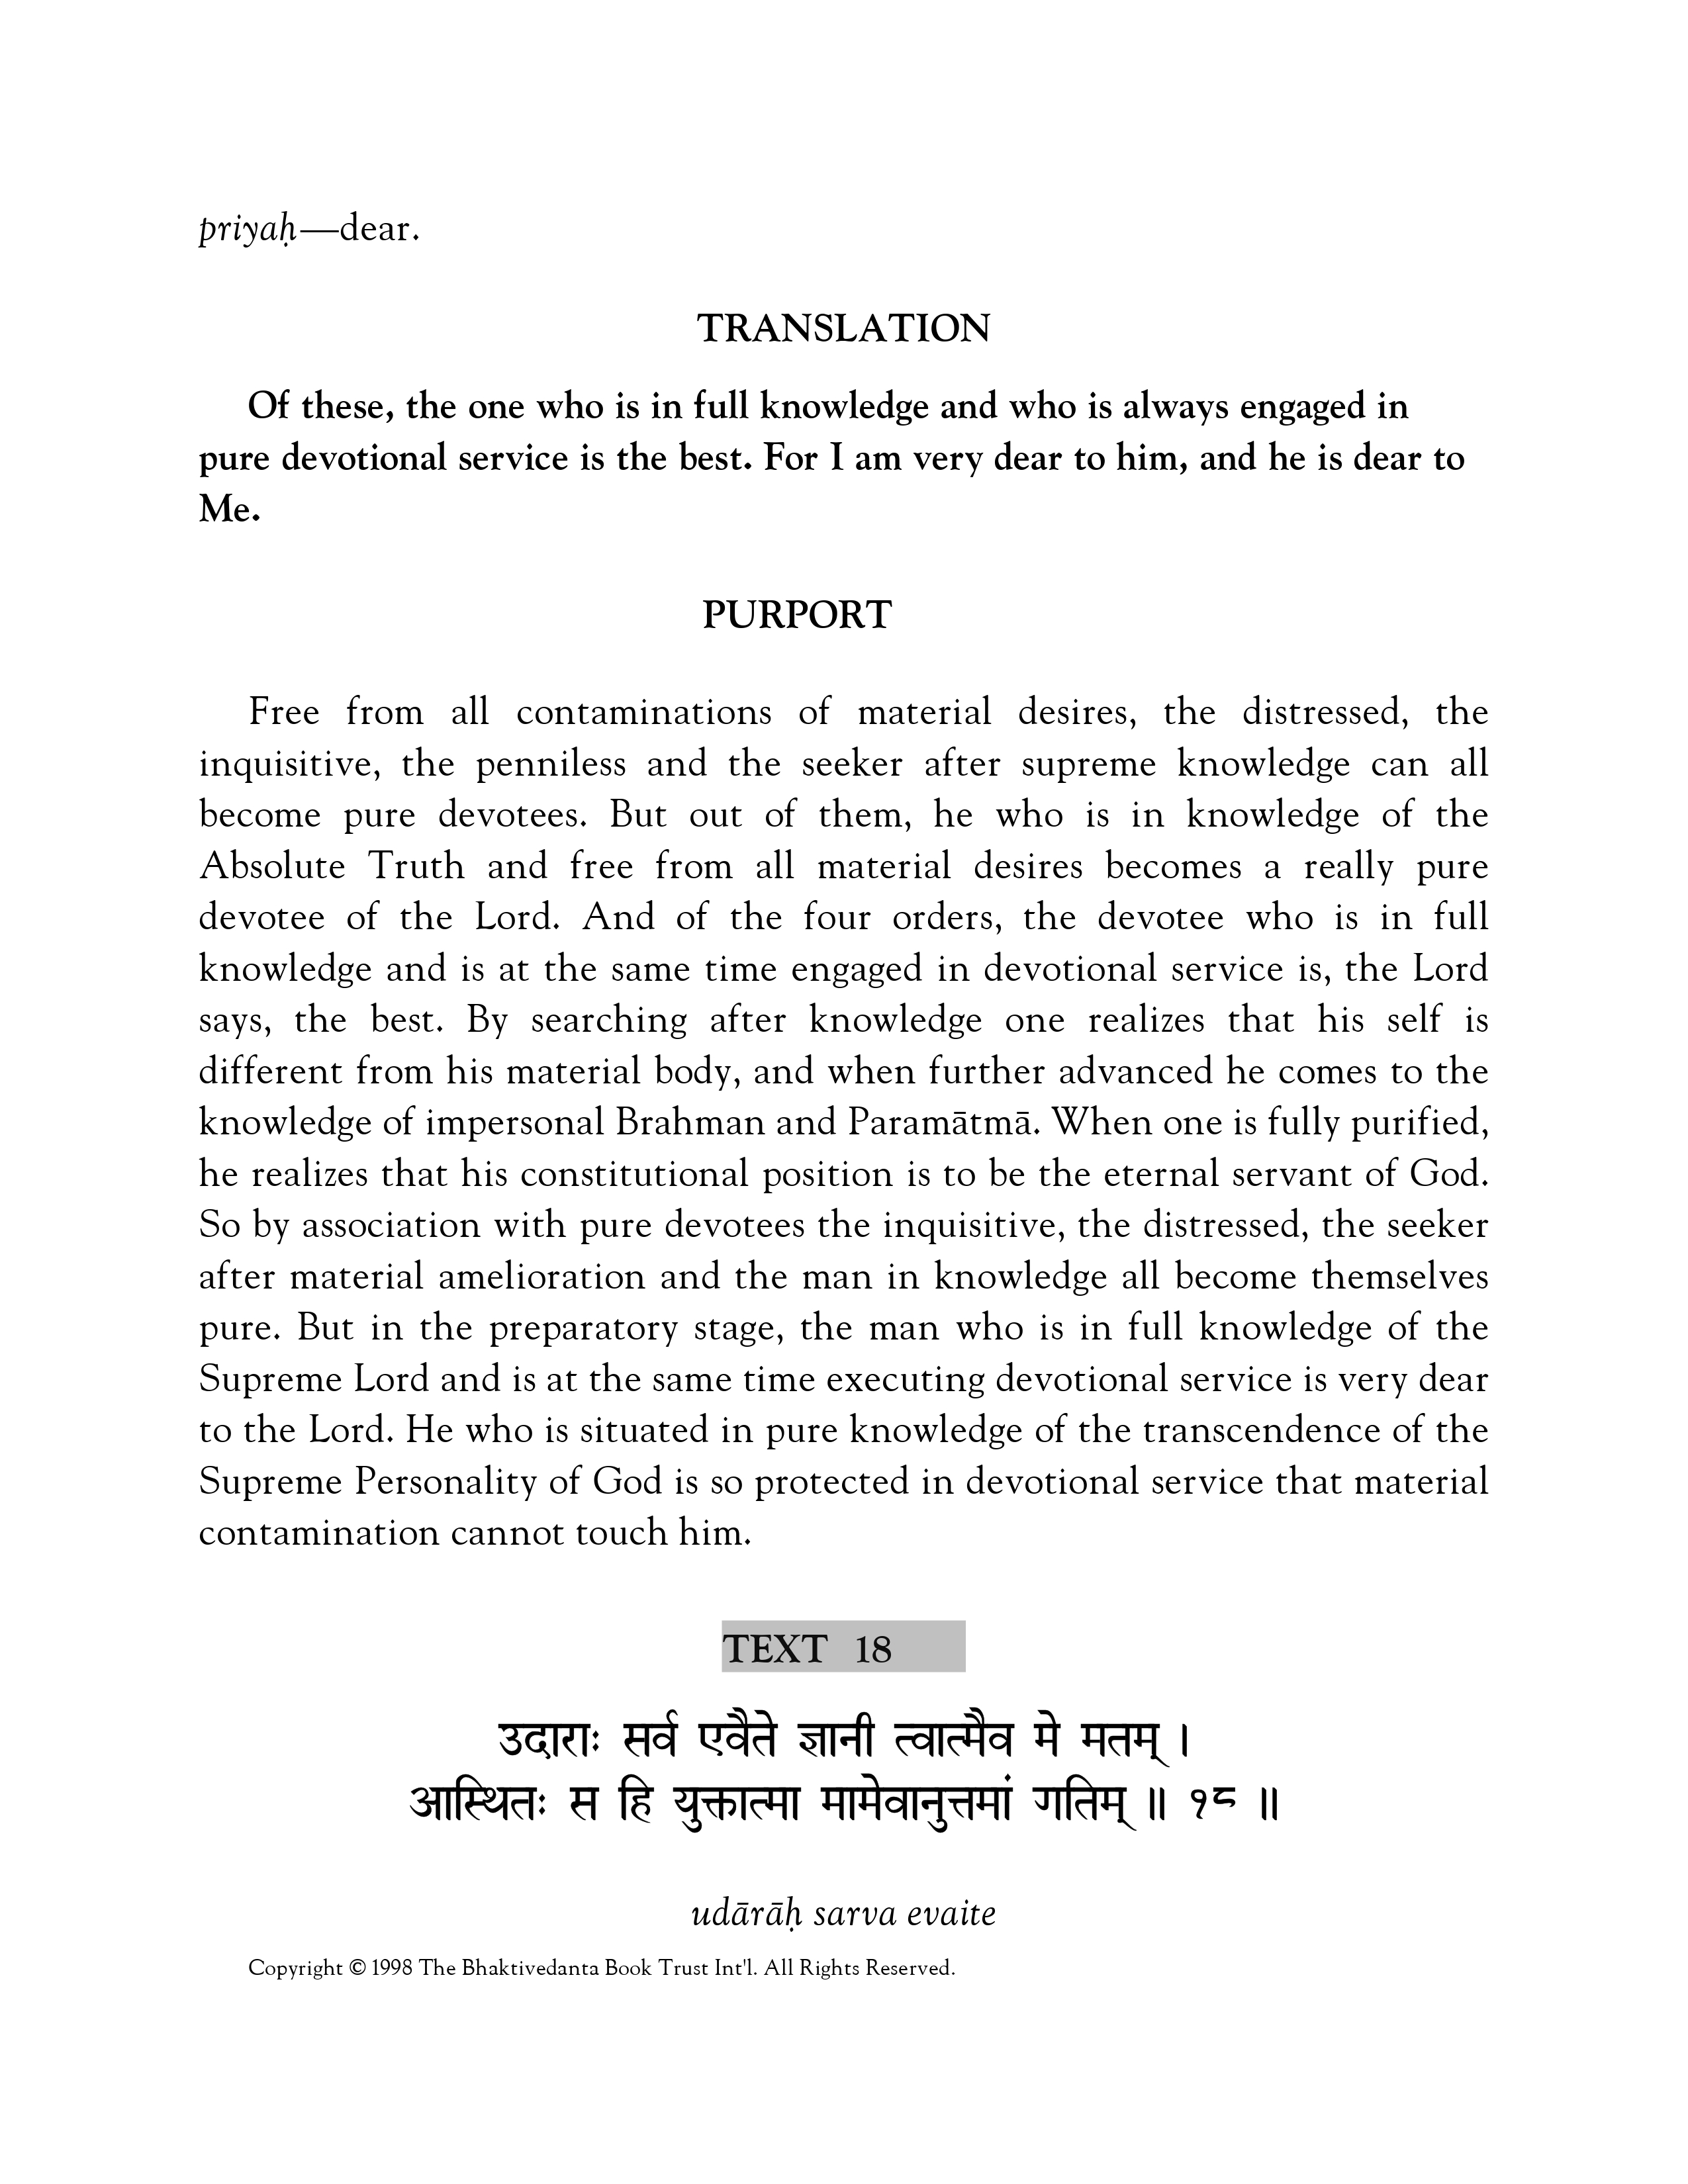 priyaḥ—dear.
TRANSLATION
Of these, the one who is in full knowledge and who is always engaged in
pure devotional service is the best. For I am very dear to him, and he is dear to
Me.
PURPORT
Free from all contaminations of material desires, the distressed, the
inquisitive, the penniless and the seeker after supreme knowledge can all
become pure devotees. But out of them, he who is in knowledge of the
Absolute Truth and free from all material desires becomes a really pure
devotee of the Lord. And of the four orders, the devotee who is in full
knowledge and is at the same time engaged in devotional service is, the Lord
says, the best. By searching after knowledge one realizes that his self is
different from his material body, and when further advanced he comes to the
knowledge of impersonal Brahman and Paramātmā. When one is fully purified,
he realizes that his constitutional position is to be the eternal servant of God.
So by association with pure devotees the inquisitive, the distressed, the seeker
after material amelioration and the man in knowledge all become themselves
pure. But in the preparatory stage, the man who is in full knowledge of the
Supreme Lord and is at the same time executing devotional service is very dear
to the Lord. He who is situated in pure knowledge of the transcendence of the
Supreme Personality of God is so protected in devotional service that material
contamination cannot touch him.
TEXT 18
उदाराः सर्व एवैते ज्ञानी त्वात्मैव मे मतम् ।
आस्थितः स हि युक्तात्मा मामेवानुत्तमां गतिम् ॥ १८ ॥
udārāḥ sarva evaite
Copyright © 1998 The Bhaktivedanta Book Trust Int'l. All Rights Reserved.